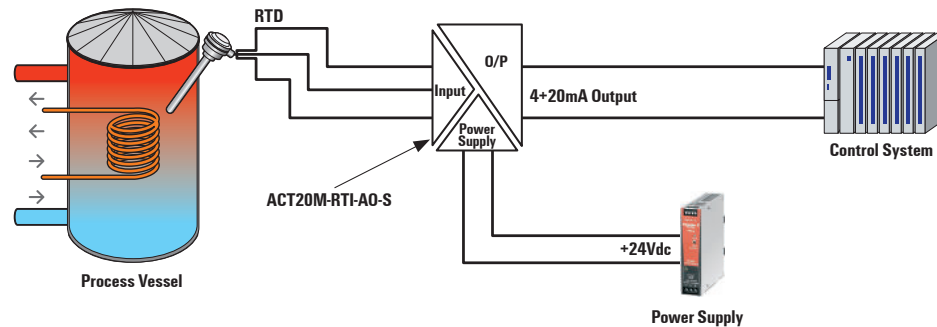 RTD
O/P
Input
4+20mA Output
Power
Supply
Control System
ACT20M-RTI-AO-S
+24Vdc
Process Vessel
Power Supply